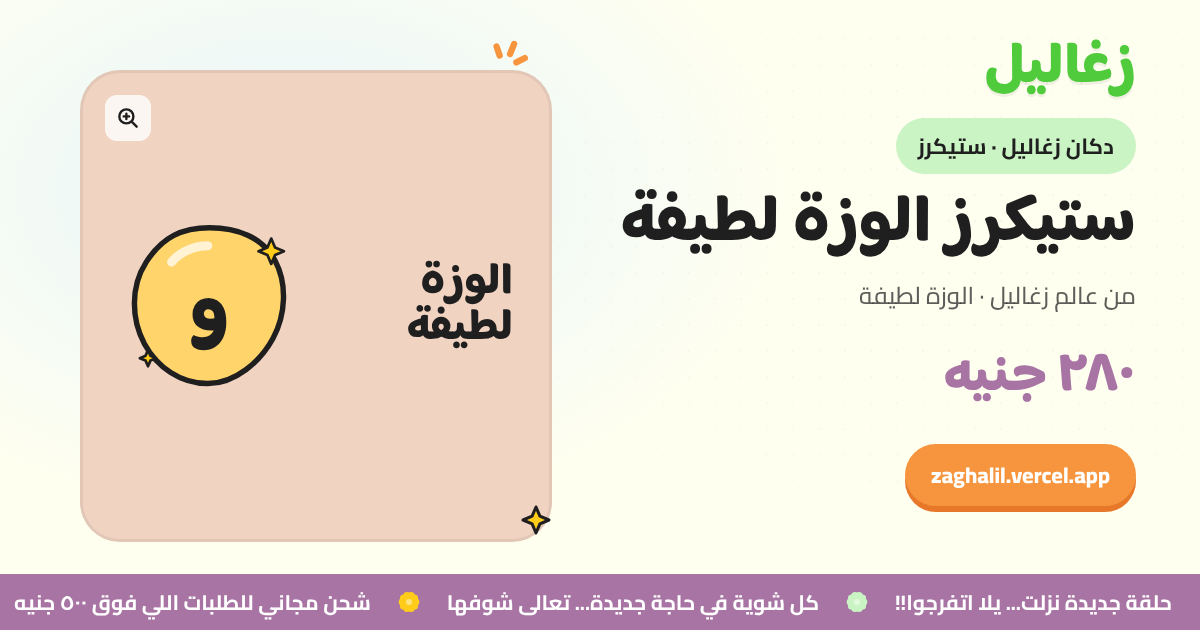 زغاليل
دكان زغاليل · ستيكرز
ستيكرز الوزة لطيفة
من عالم زغاليل · الوزة لطيفة
٢٨٠ جنيه
zaghalil.vercel.app
الوزة
لطيفة
و
حلقة جديدة نزلت... يلا اتفرجوا!!
كل شوية في حاجة جديدة... تعالى شوفها
شحن مجاني للطلبات اللي فوق ٥٠٠ جنيه